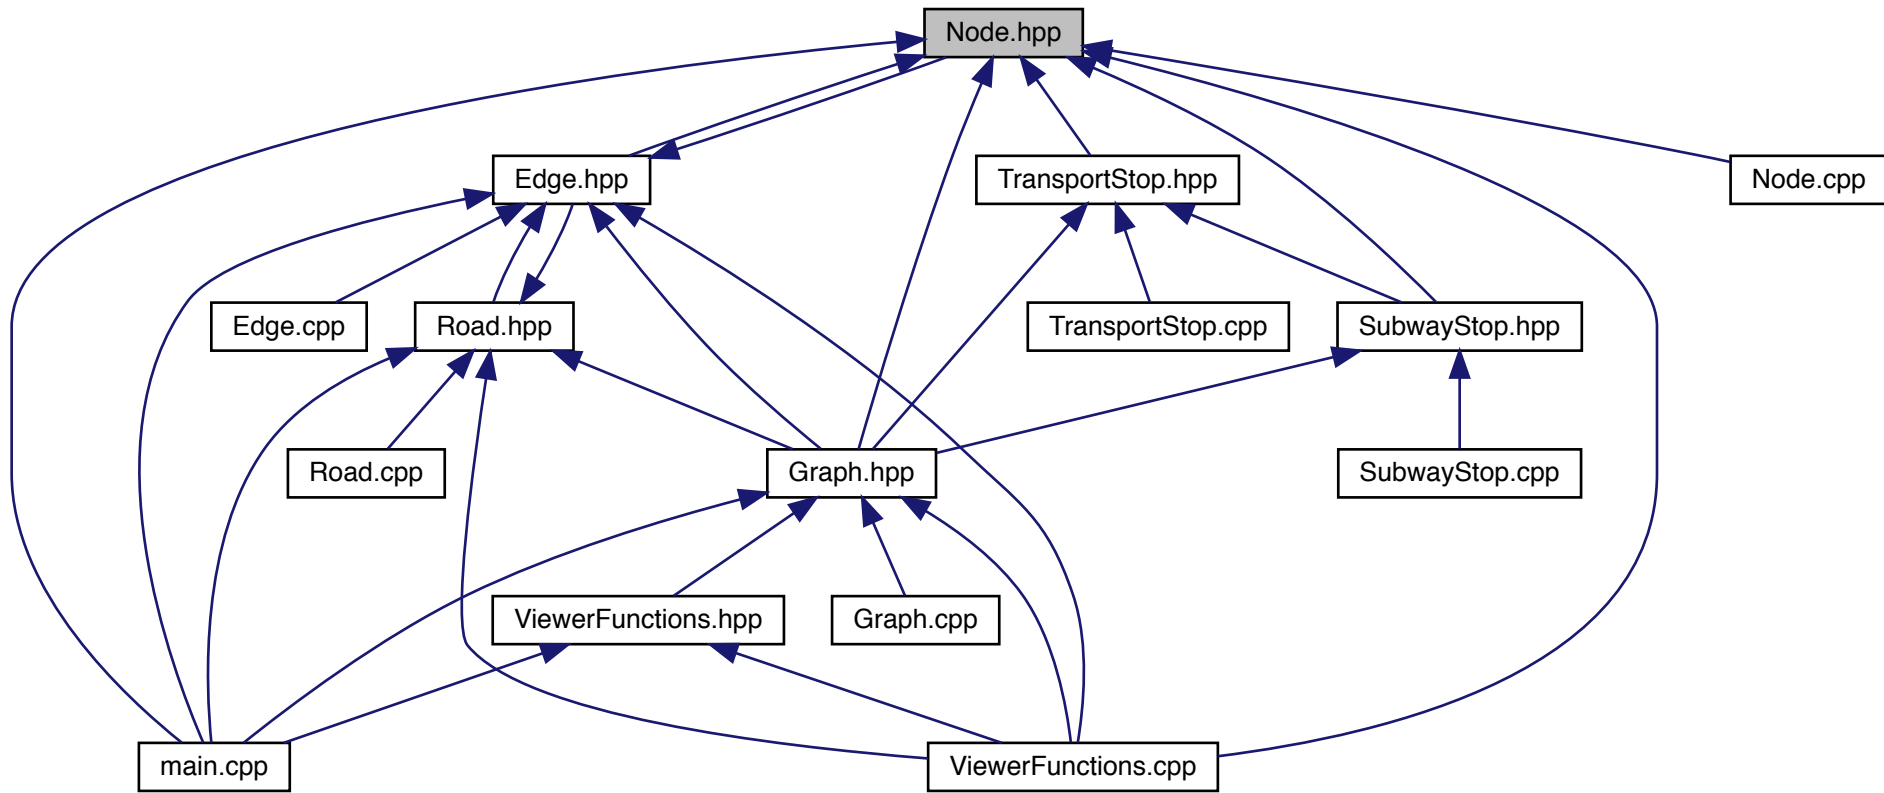 Node.hpp
Edge.hpp
TransportStop.hpp
Node.cpp
Edge.cpp
Road.hpp
TransportStop.cpp
SubwayStop.hpp
Road.cpp
Graph.hpp
SubwayStop.cpp
ViewerFunctions.hpp
Graph.cpp
main.cpp
ViewerFunctions.cpp